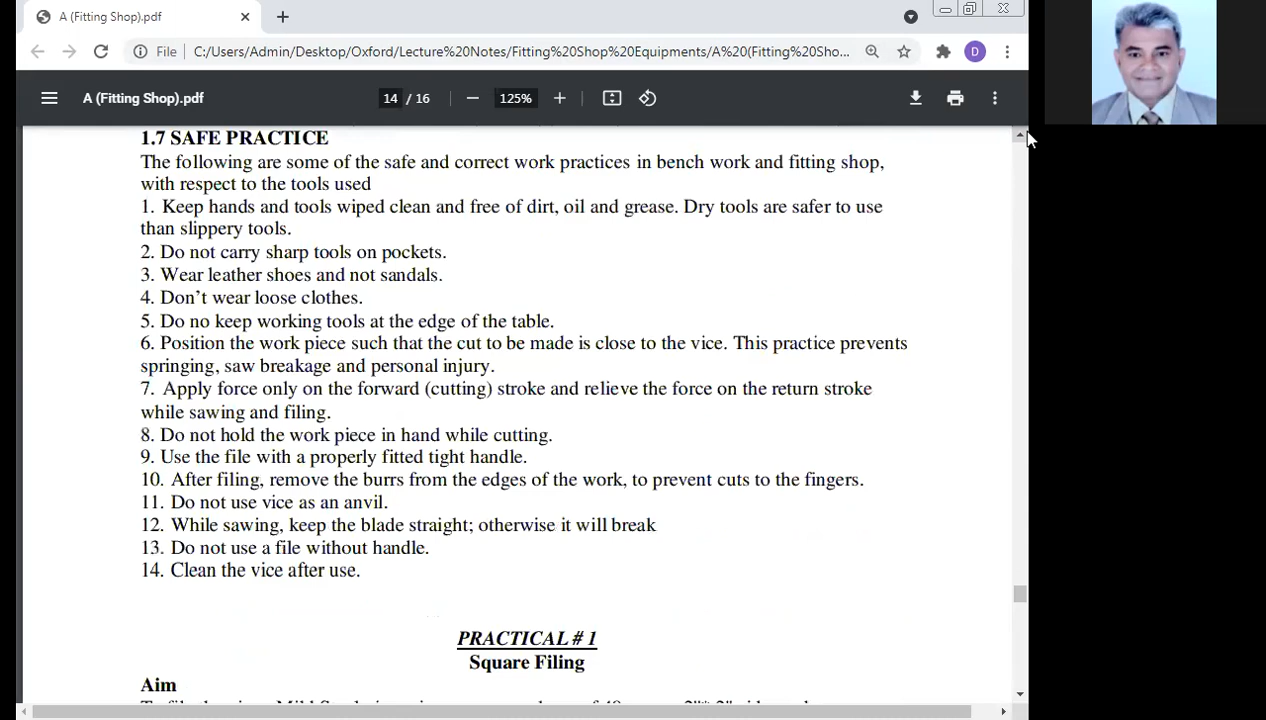 A (Fitting Shop).pdf
File C:/Users/Admin/Desktop/Oxford/Lecture%20Notes/Fitting%20Shop%20Equipments/A%20(Fitting%20Sho...
D
A (Fitting Shop).pdf 14 / 16 125%
1.7 SAFE PRACTICE
The following are some of the safe and correct work practices in bench work and fitting shop,
with respect to the tools used
1. Keep hands and tools wiped clean and free of dirt, oil and grease. Dry tools are safer to use
than slippery tools.
2. Do not carry sharp tools on pockets.
3. Wear leather shoes and not sandals.
4. Don’t wear loose clothes.
5. Do no keep working tools at the edge of the table.
6. Position the work piece such that the cut to be made is close to the vice. This practice prevents
springing, saw breakage and personal injury.
7. Apply force only on the forward (cutting) stroke and relieve the force on the return stroke
while sawing and filing.
8. Do not hold the work piece in hand while cutting.
9. Use the file with a properly fitted tight handle.
10. After filing, remove the burrs from the edges of the work, to prevent cuts to the fingers.
11. Do not use vice as an anvil.
12. While sawing, keep the blade straight; otherwise it will break
13. Do not use a file without handle.
14. Clean the vice after use.
PRACTICAL # 1
Square Filing
Aim